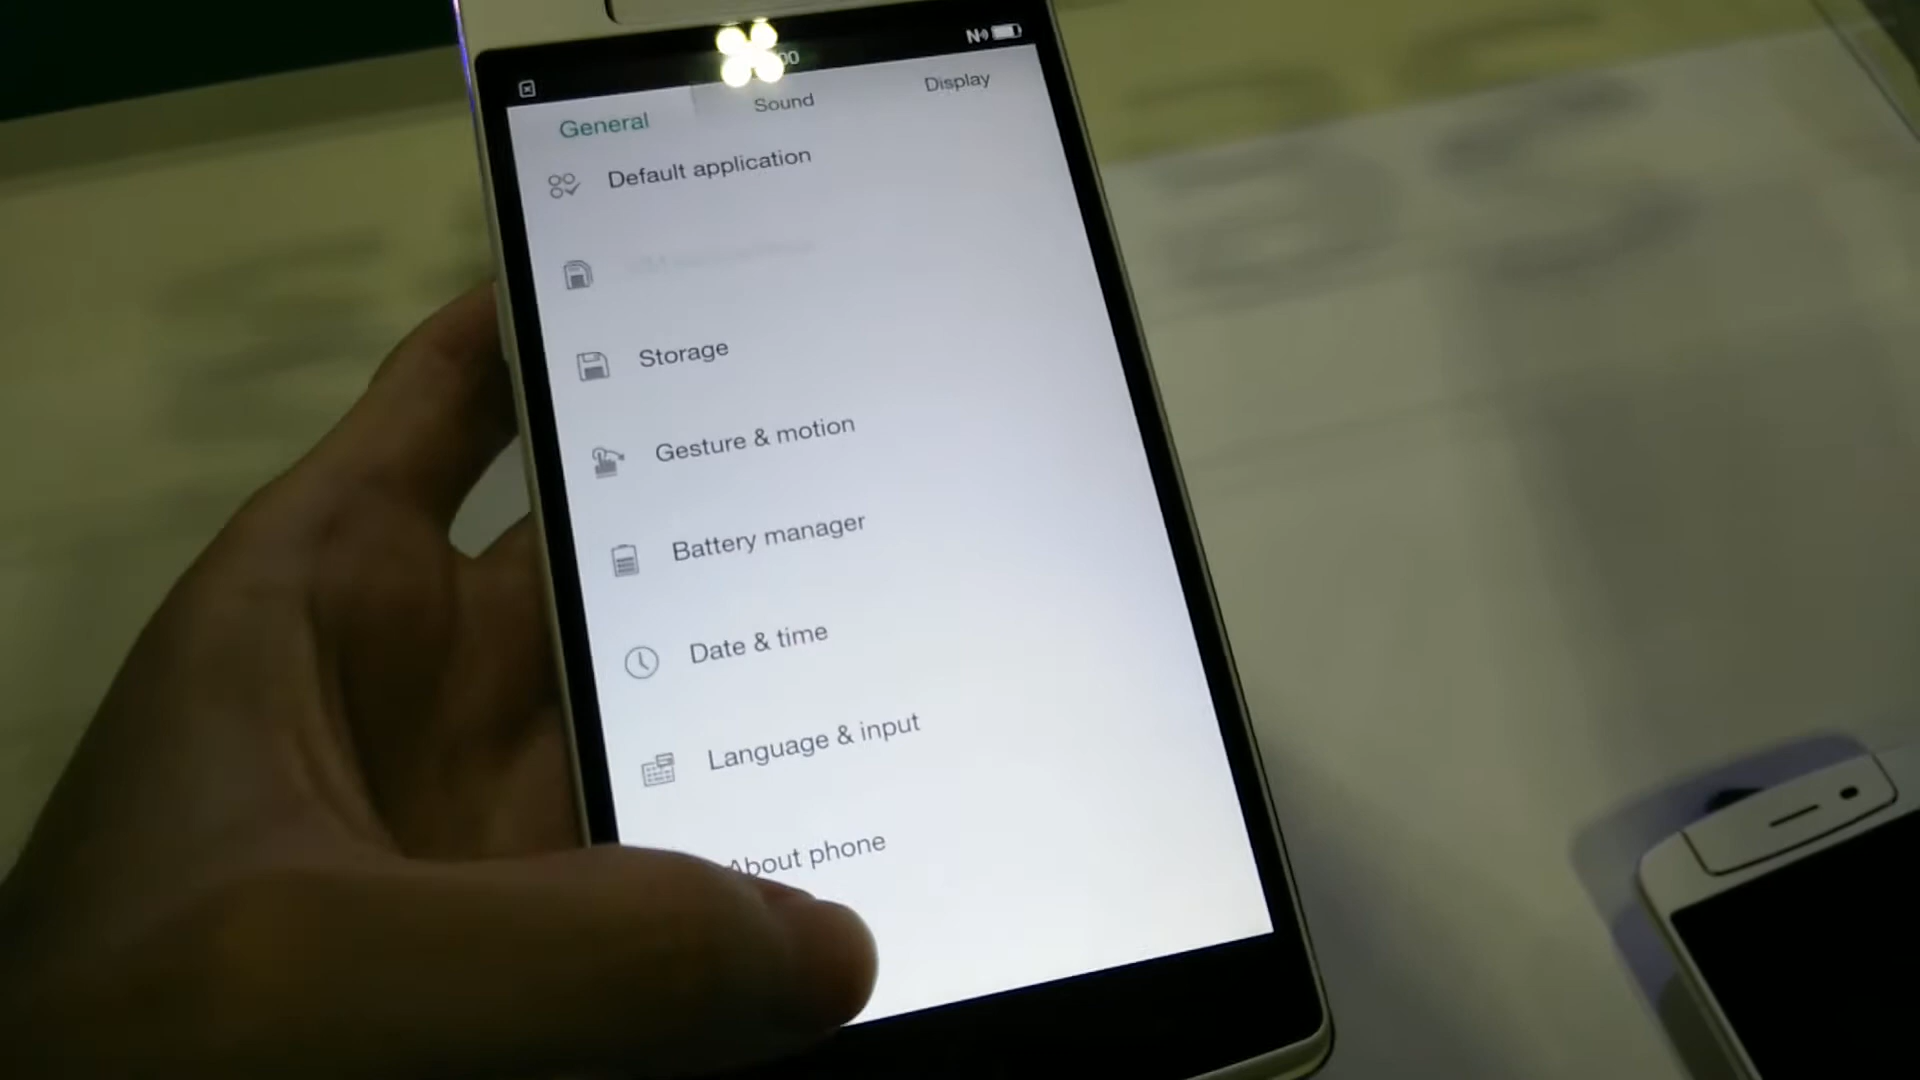 General
Sound
Display
Default application
Storage
Gesture & motion
Battery manager
Date & time
Language & input
About phone